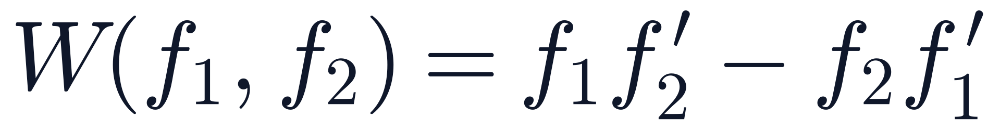 W(f₁, f₂) = f₁f₂′ − f₂f₁′